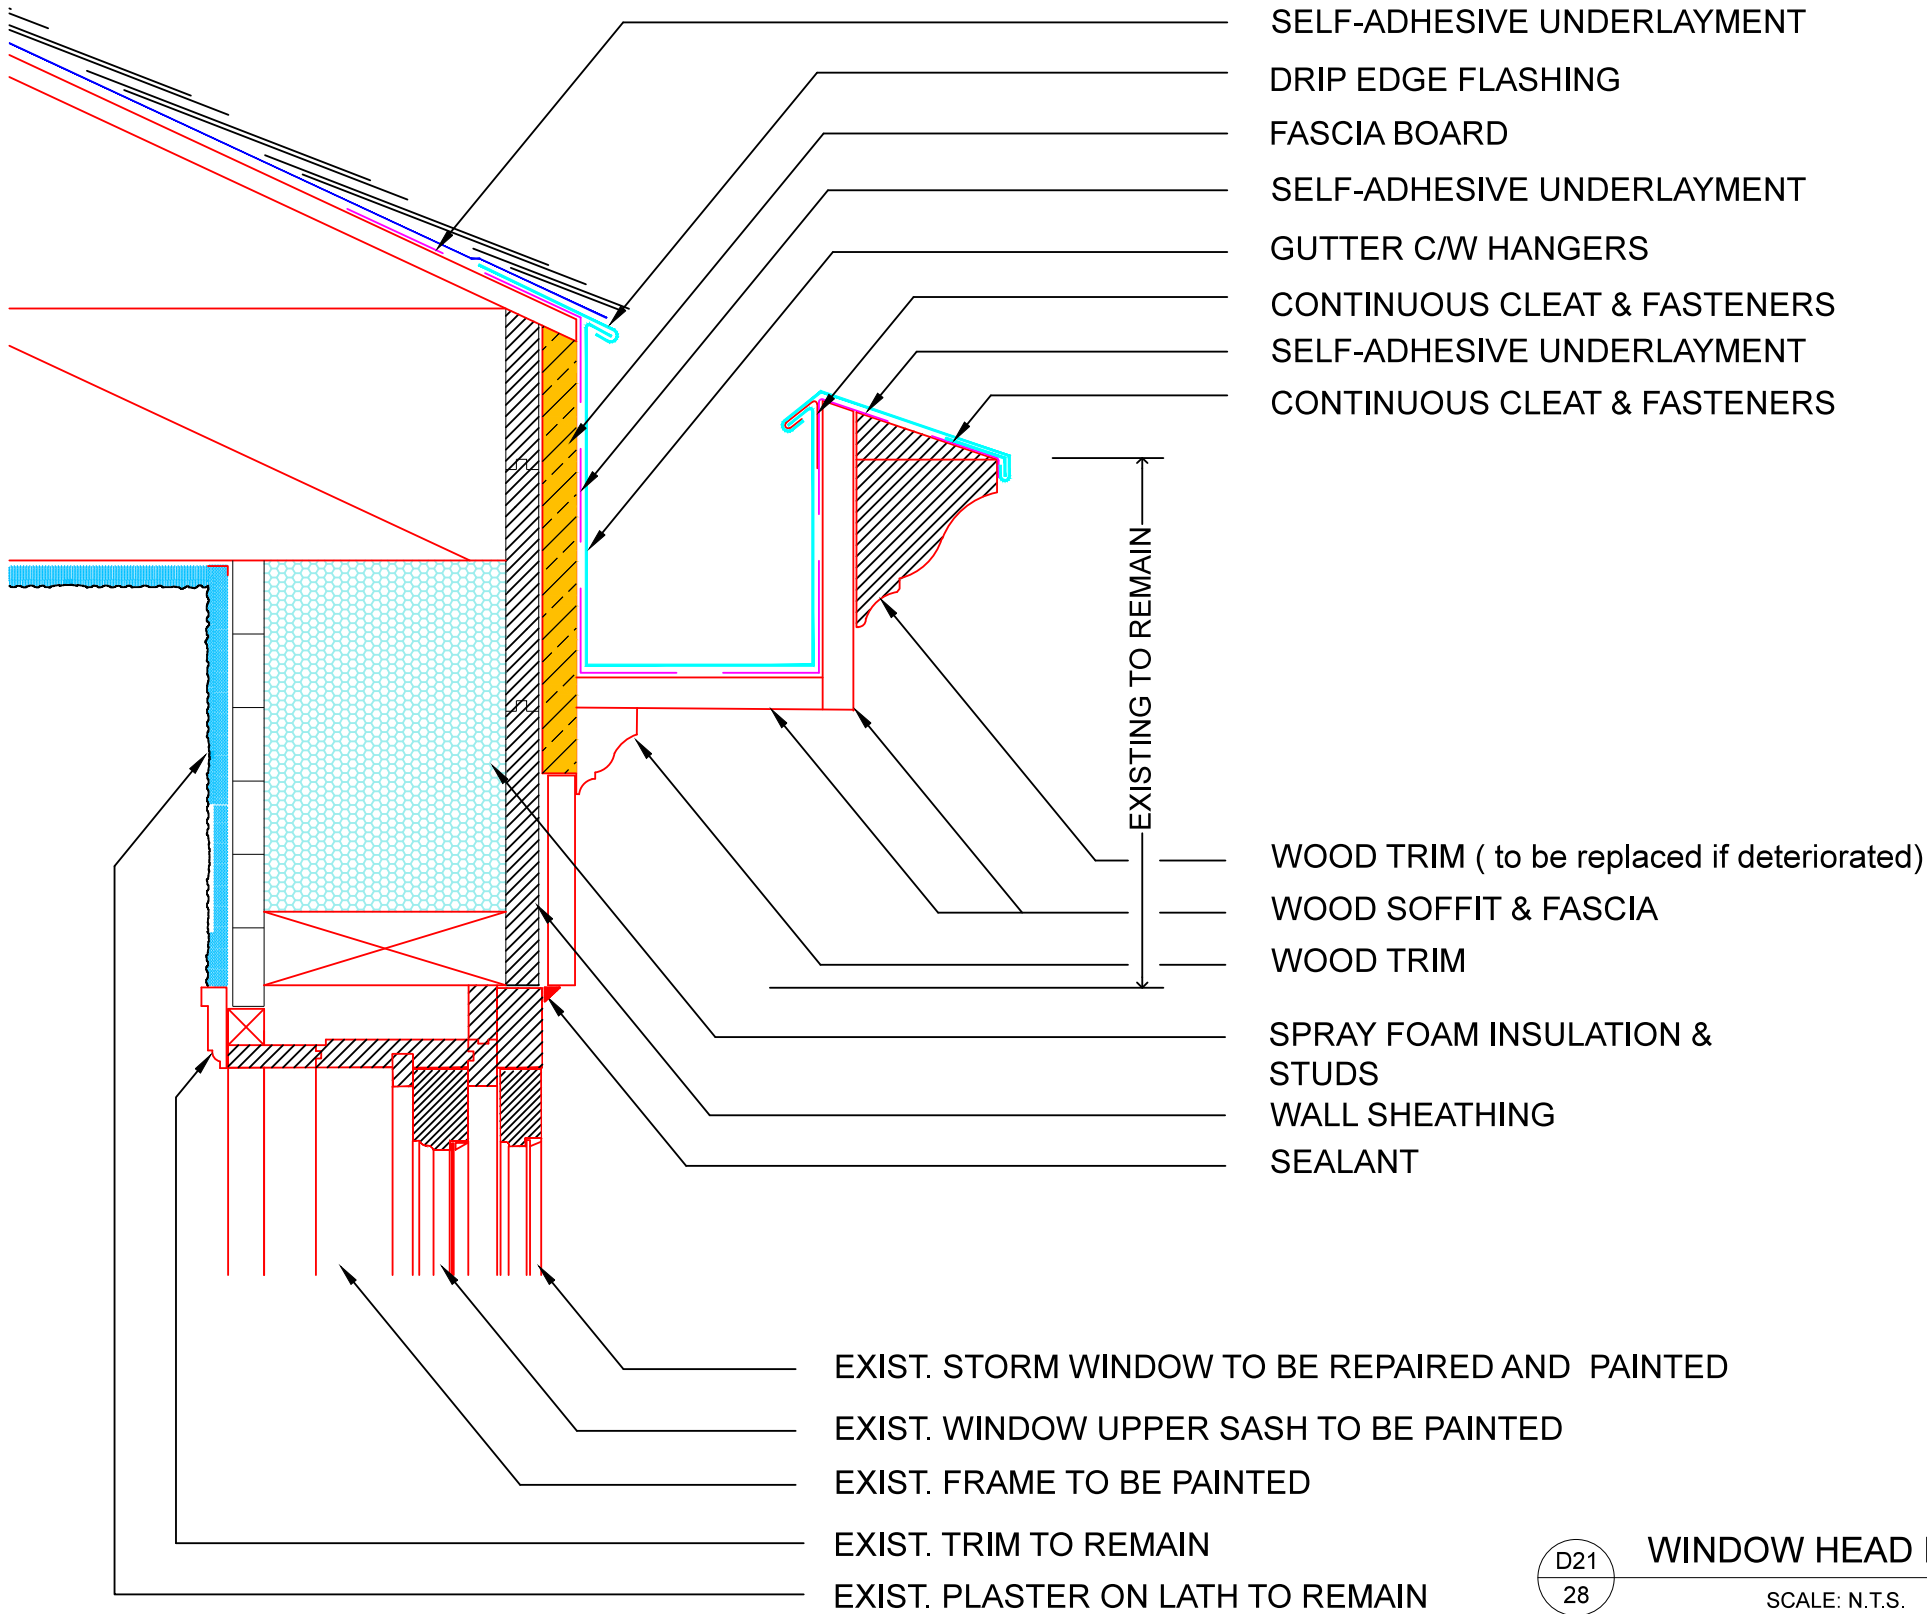 SELF-ADHESIVE UNDERLAYMENT
DRIP EDGE FLASHING
FASCIA BOARD
SELF-ADHESIVE UNDERLAYMENT
GUTTER C/W HANGERS
CONTINUOUS CLEAT & FASTENERS
SELF-ADHESIVE UNDERLAYMENT
CONTINUOUS CLEAT & FASTENERS
EXISTING TO REMAIN
WOOD TRIM ( to be replaced if deteriorated)
WOOD SOFFIT & FASCIA
WOOD TRIM
SPRAY FOAM INSULATION &
STUDS
WALL SHEATHING
SEALANT
EXIST. STORM WINDOW TO BE REPAIRED AND PAINTED
EXIST. WINDOW UPPER SASH TO BE PAINTED
EXIST. FRAME TO BE PAINTED
EXIST. TRIM TO REMAIN
EXIST. PLASTER ON LATH TO REMAIN
D21
28
WINDOW HEAD
SCALE: N.T.S.